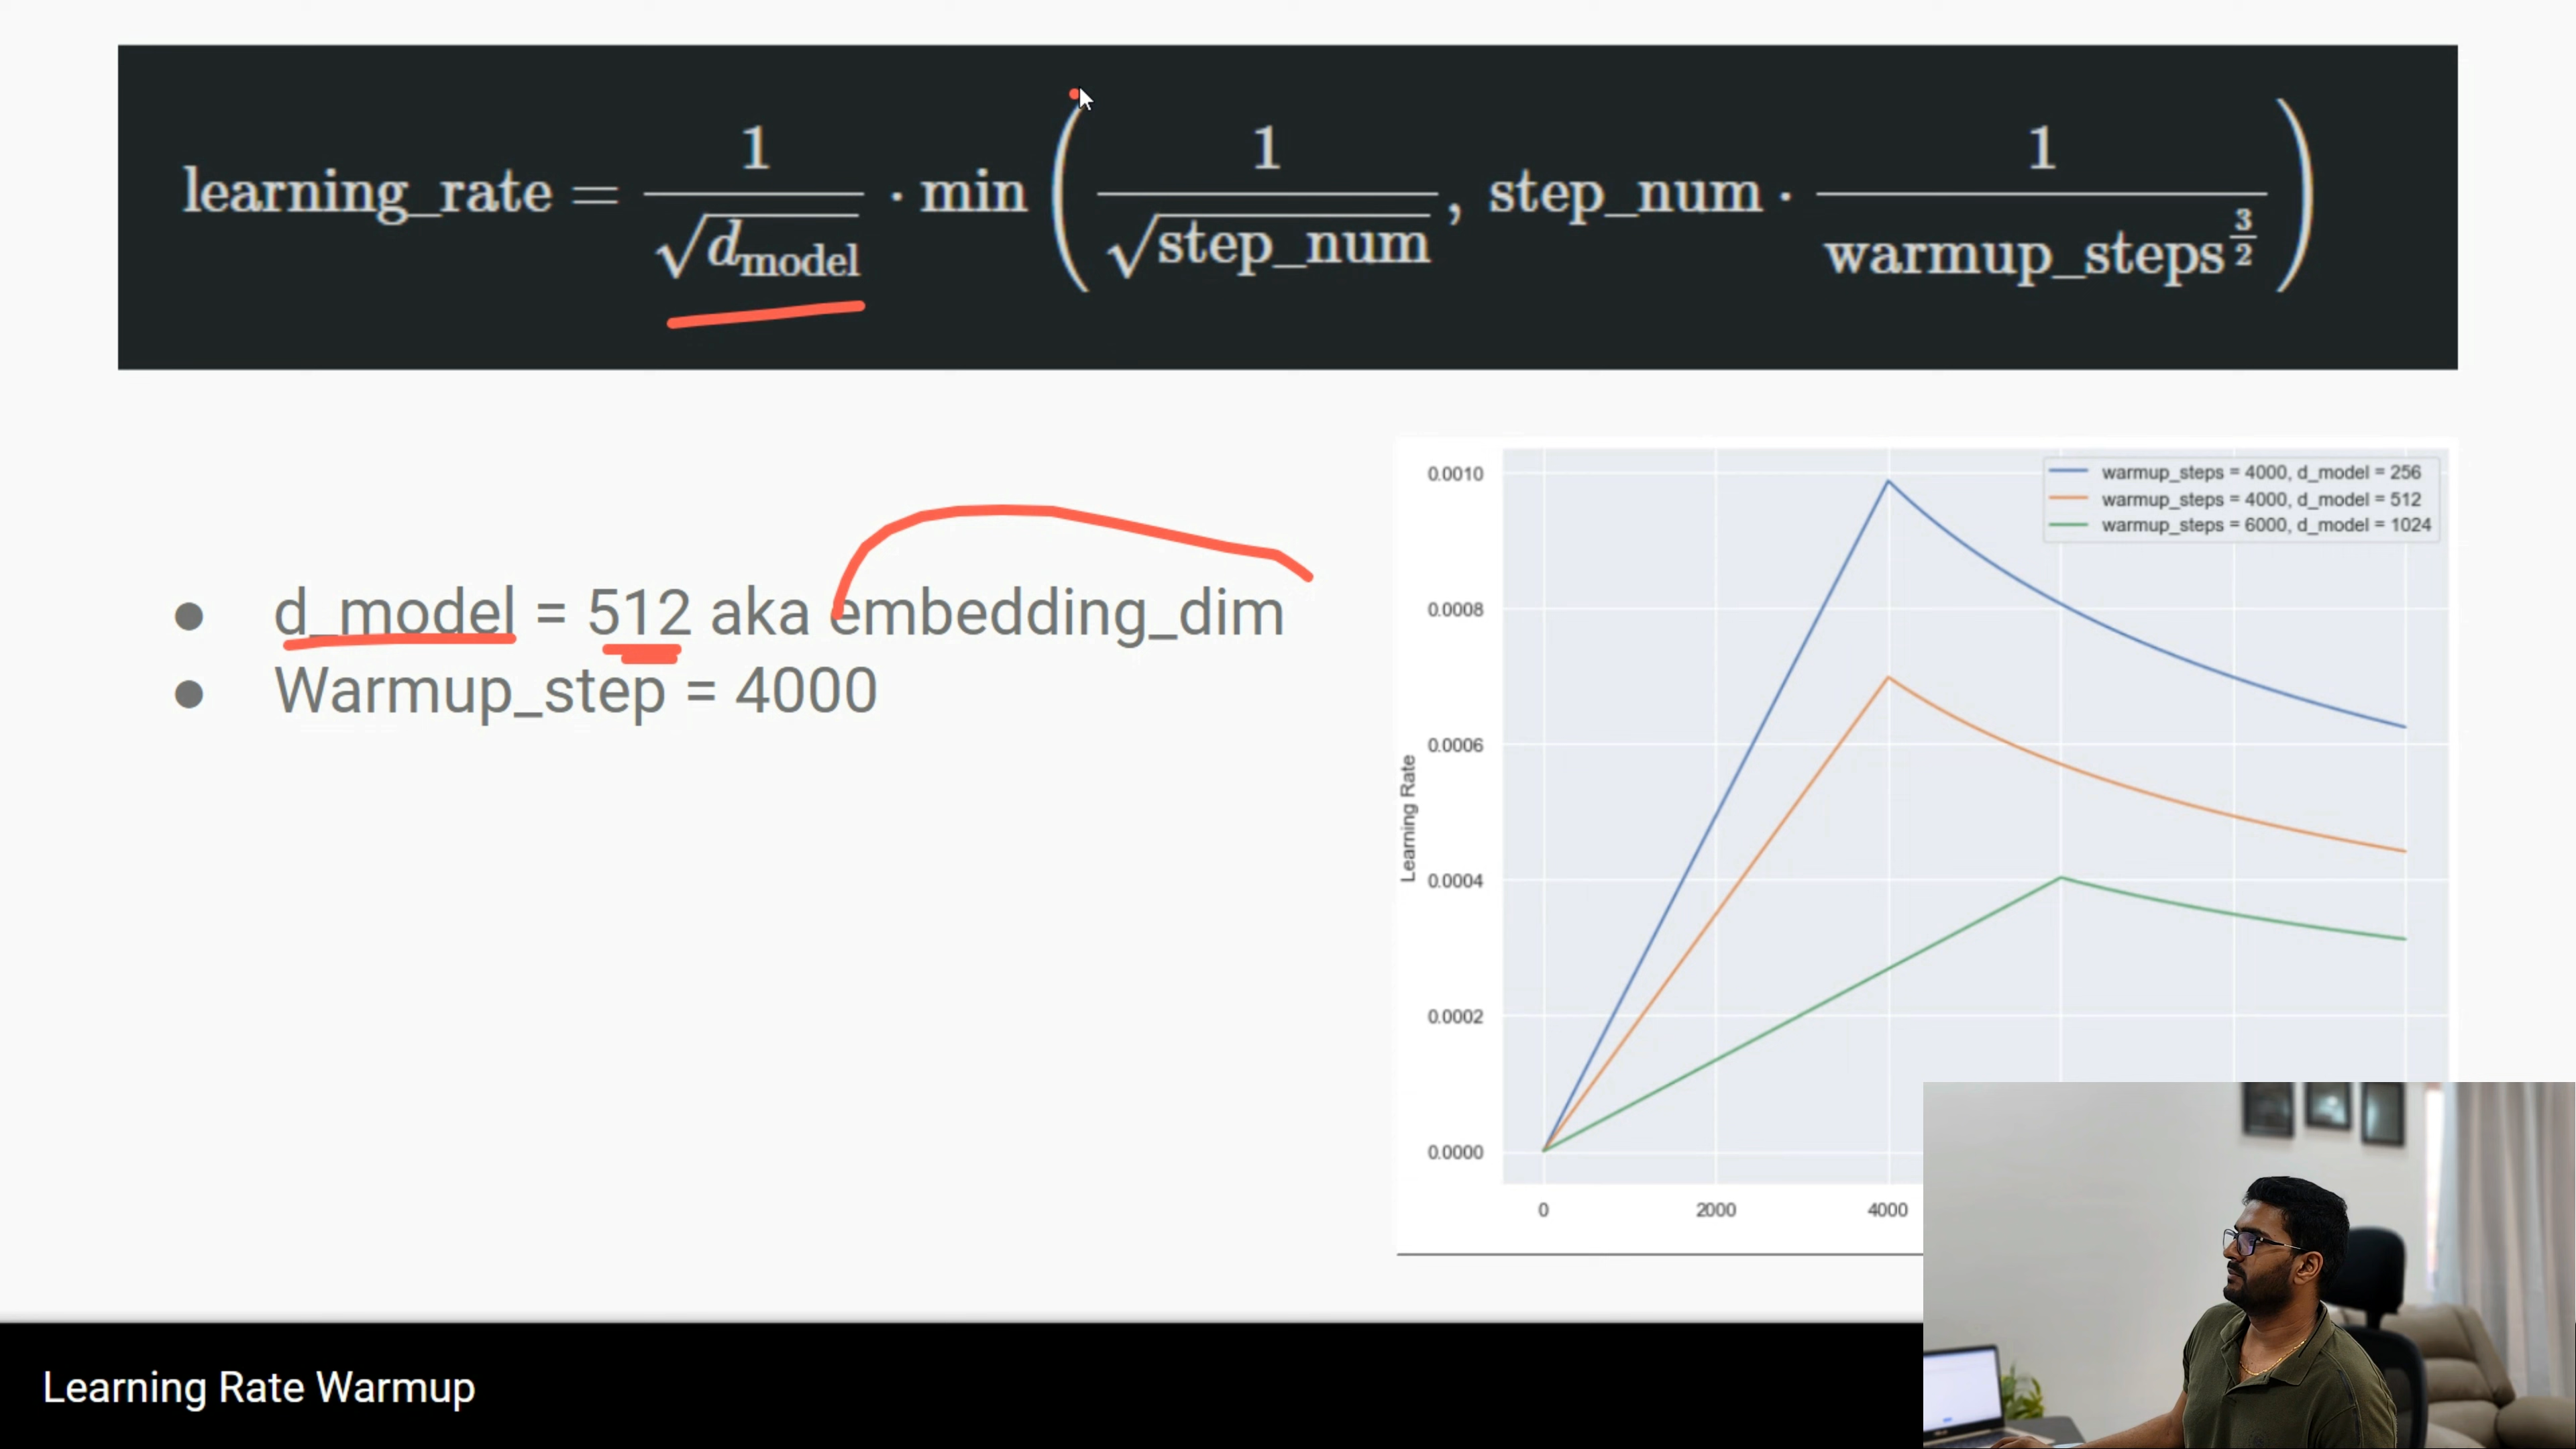 learning_rate = 1/√d_model · min(1/√step_num, step_num · 1/warmup_steps^(3/2))
● d_model = 512 aka embedding_dim
● Warmup_step = 4000
warmup_steps = 4000, d_model = 256
warmup_steps = 4000, d_model = 512
warmup_steps = 6000, d_model = 1024
0.0010
0.0008
0.0006
0.0004
0.0002
0.0000
Learning Rate
0 2000 4000
Learning Rate Warmup